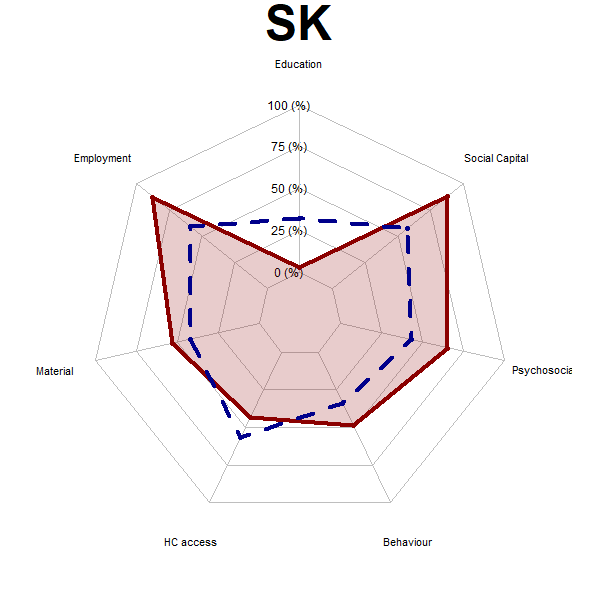 SK
Education
100 (%)
Employment
75 (%)
Social Capital
50 (%)
25 (%)
0 (%)
Material
Psychosocia
HC access
Behaviour